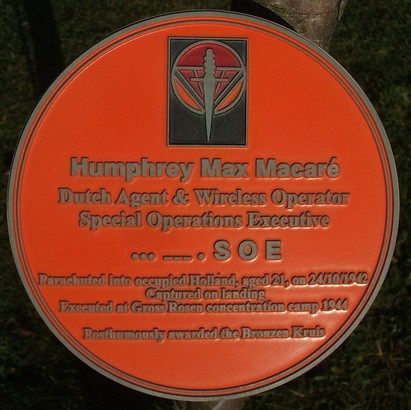 Humphrey Max Macaré
Dutch Agent & Wireless Operator
Special Operations Executive
... ___ . S O E
Parachuted into occupied Holland, aged 21, on 24/10/1942
Captured on landing
Executed at Gross Rosen concentration camp 1944
Posthumously awarded the Bronzen Kruis